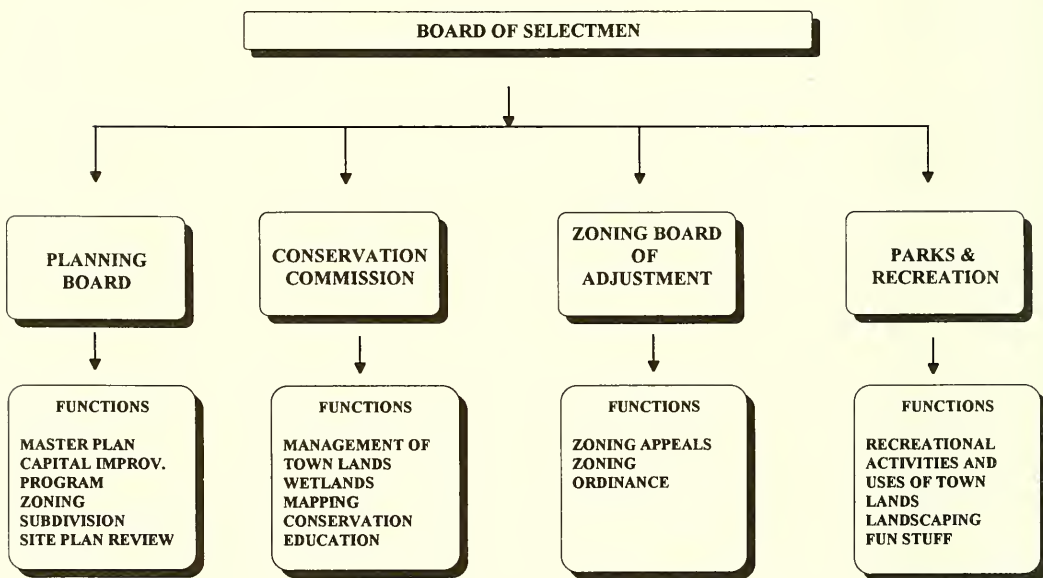 BOARD OF SELECTMEN
PLANNING
BOARD
CONSERVATION
COMMISSION
ZONING BOARD
OF
ADJUSTMENT
PARKS &
RECREATION
FUNCTIONS
MASTER PLAN
CAPITAL IMPROV.
PROGRAM
ZONING
SUBDIVISION
SITE PLAN REVIEW
FUNCTIONS
MANAGEMENT OF
TOWN LANDS
WETLANDS
MAPPING
CONSERVATION
EDUCATION
FUNCTIONS
ZONING APPEALS
ZONING
ORDINANCE
FUNCTIONS
RECREATIONAL
ACTIVITIES AND
USES OF TOWN
LANDS
LANDSCAPING
FUN STUFF